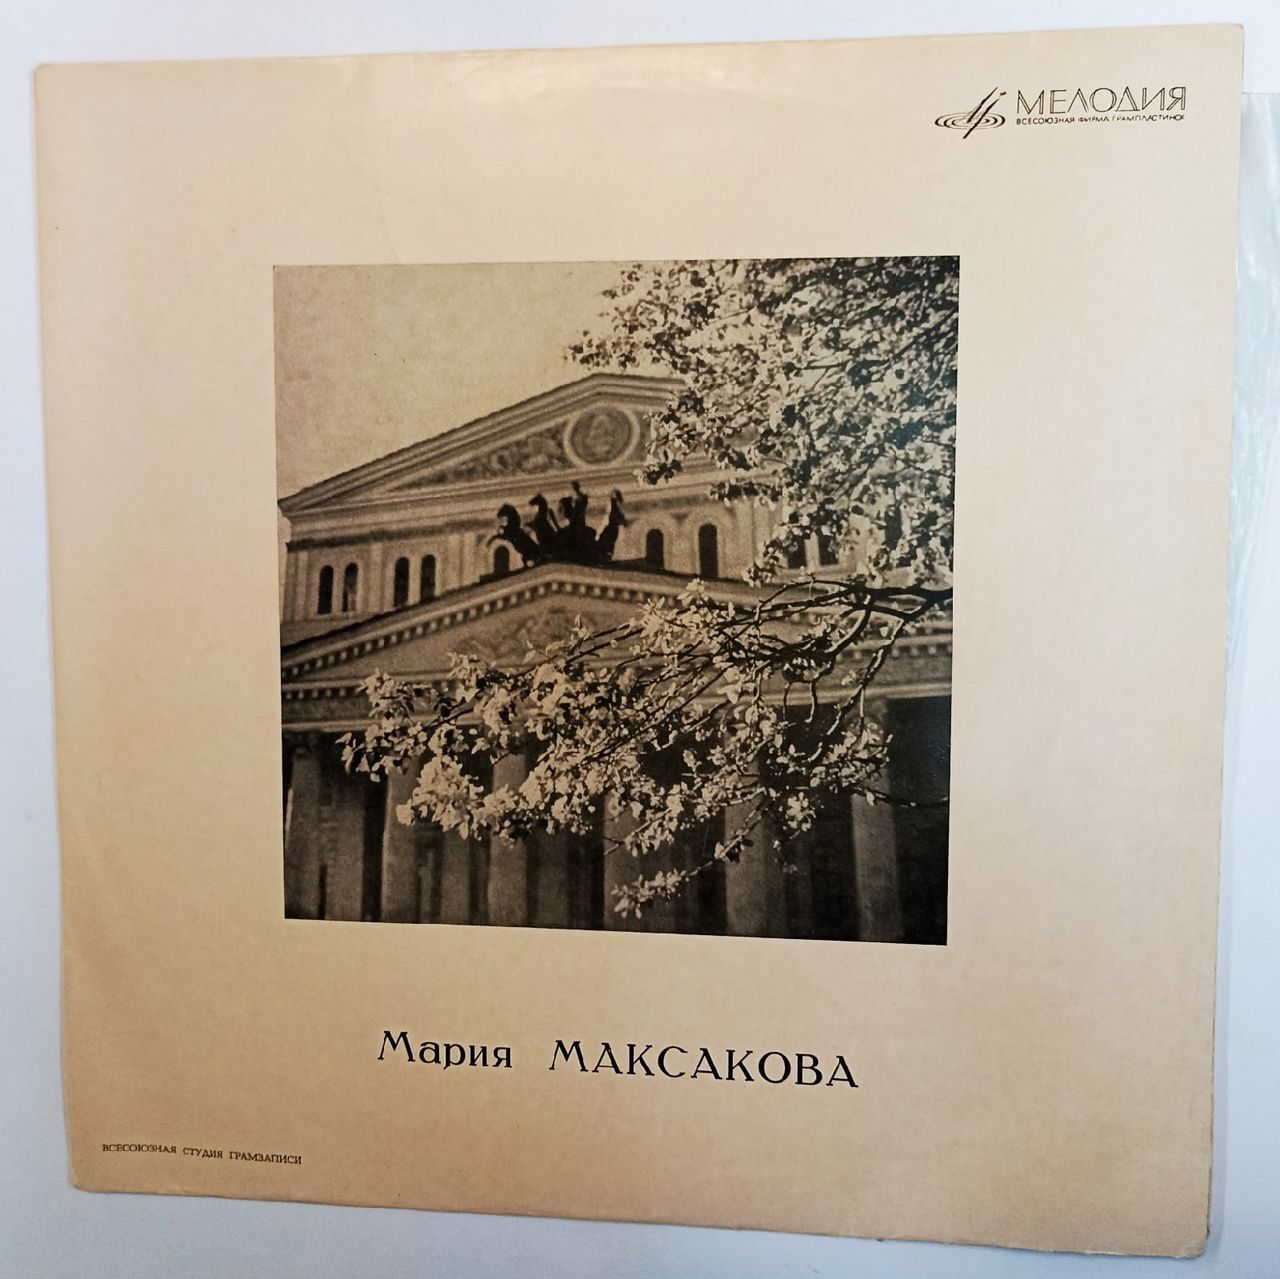 МЕЛОДИЯ
ВСЕСОЮЗНАЯ ФИРМА ГРАМПЛАСТИНОК
Мария МАКСАКОВА
ВСЕСОЮЗНАЯ СТУДИЯ ГРАМЗАПИСИ